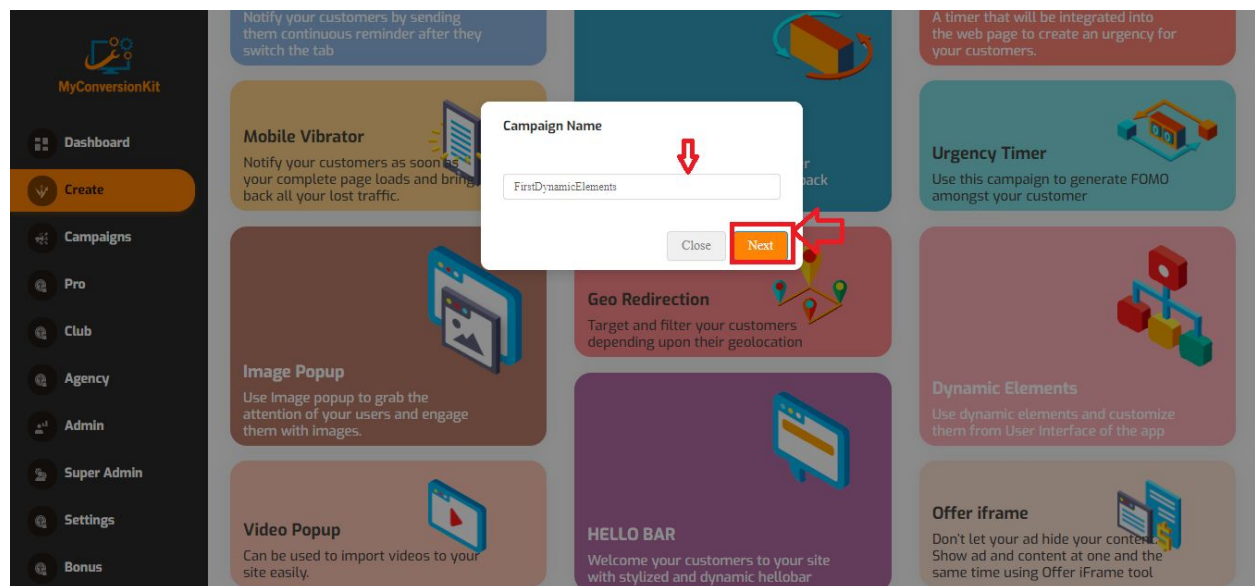 MyConversionKit
Dashboard
Create
Campaigns
Pro
Club
Agency
Admin
Super Admin
Settings
Bonus
Notify your customers by sending
them continuous reminder after they
switch the tab
Mobile Vibrator
Notify your customers as soon as
your complete page loads and bring
back all your lost traffic.
Image Popup
Use Image popup to grab the
attention of your users and engage
them with images.
Video Popup
Can be used to import videos to your
site easily.
Campaign Name
FirstDynamicElements
Close
Next
Geo Redirection
Target and filter your customers
depending upon their geolocation
HELLO BAR
Welcome your customers to your site
with stylized and dynamic hellobar
A timer that will be integrated into
the web page to create an urgency for
your customers.
Urgency Timer
Use this campaign to generate FOMO
amongst your customer
Dynamic Elements
Use dynamic elements and customize
them from User Interface of the app
Offer iframe
Don't let your ad hide your content.
Show ad and content at one and the
same time using Offer iFrame tool